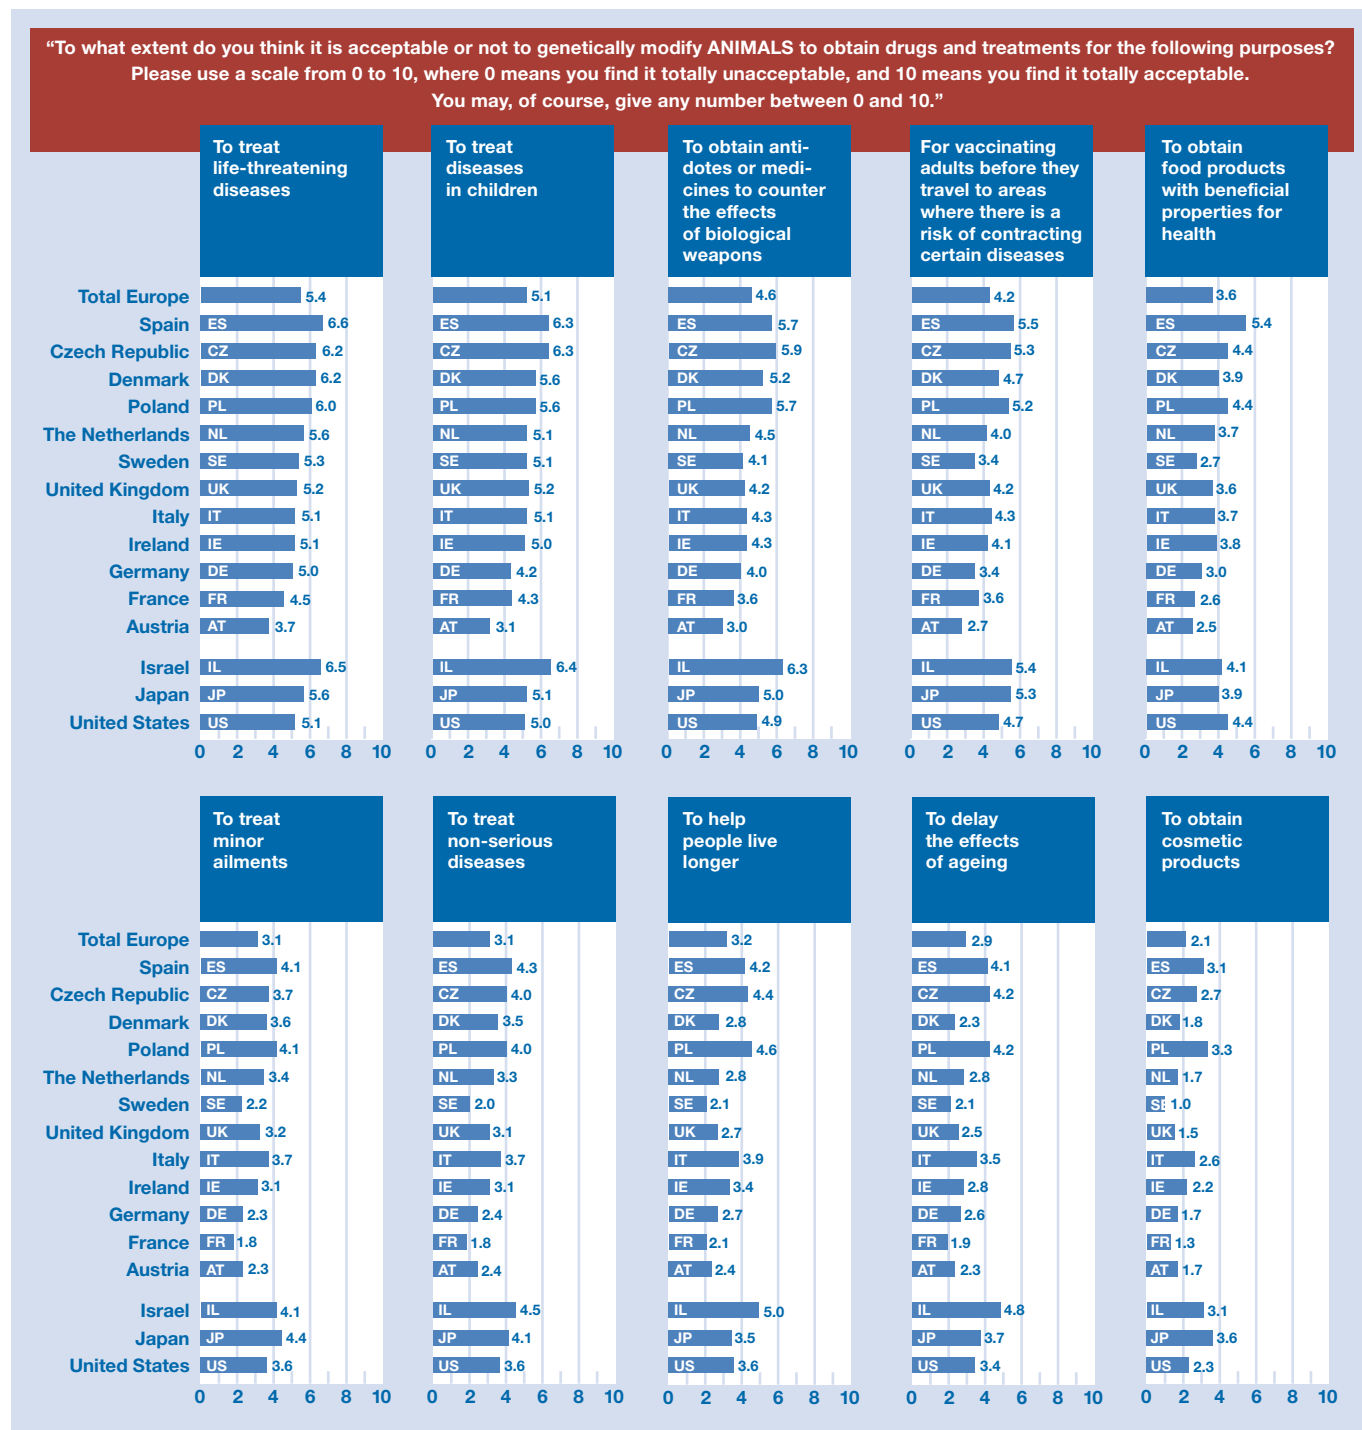 “To what extent do you think it is acceptable or not to genetically modify ANIMALS to obtain drugs and treatments for the following purposes?
Please use a scale from 0 to 10, where 0 means you find it totally unacceptable, and 10 means you find it totally acceptable.
You may, of course, give any number between 0 and 10.”
To treat
life-threatening
diseases
To treat
diseases
in children
To obtain anti-
dotes or medi-
cines to counter
the effects
of biological
weapons
For vaccinating
adults before they
travel to areas
where there is a
risk of contracting
certain diseases
To obtain
food products
with beneficial
properties for
health
Total Europe 5.4 5.1 4.6 4.2 3.6
Spain ES 6.6 ES 6.3 ES 5.7 ES 5.5 ES 5.4
Czech Republic CZ 6.2 CZ 6.3 CZ 5.9 CZ 5.3 CZ 4.4
Denmark DK 6.2 DK 5.6 DK 5.2 DK 4.7 DK 3.9
Poland PL 6.0 PL 5.6 PL 5.7 PL 5.2 PL 4.4
The Netherlands NL 5.6 NL 5.1 NL 4.5 NL 4.0 NL 3.7
Sweden SE 5.3 SE 5.1 SE 4.1 SE 3.4 SE 2.7
United Kingdom UK 5.2 UK 5.2 UK 4.2 UK 4.2 UK 3.6
Italy IT 5.1 IT 5.1 IT 4.3 IT 4.3 IT 3.7
Ireland IE 5.1 IE 5.0 IE 4.3 IE 4.1 IE 3.8
Germany DE 5.0 DE 4.2 DE 4.0 DE 3.4 DE 3.0
France FR 4.5 FR 4.3 FR 3.6 FR 3.6 FR 2.6
Austria AT 3.7 AT 3.1 AT 3.0 AT 2.7 AT 2.5
Israel IL 6.5 IL 6.4 IL 6.3 IL 5.4 IL 4.1
Japan JP 5.6 JP 5.1 JP 5.0 JP 5.3 JP 3.9
United States US 5.1 US 5.0 US 4.9 US 4.7 US 4.4
0 2 4 6 8 10 0 2 4 6 8 10 0 2 4 6 8 10 0 2 4 6 8 10 0 2 4 6 8 10
To treat
minor
ailments
To treat
non-serious
diseases
To help
people live
longer
To delay
the effects
of ageing
To obtain
cosmetic
products
Total Europe 3.1 3.1 3.2 2.9 2.1
Spain ES 4.1 ES 4.3 ES 4.2 ES 4.1 ES 3.1
Czech Republic CZ 3.7 CZ 4.0 CZ 4.4 CZ 4.2 CZ 2.7
Denmark DK 3.6 DK 3.5 DK 2.8 DK 2.3 DK 1.8
Poland PL 4.1 PL 4.0 PL 4.6 PL 4.2 PL 3.3
The Netherlands NL 3.4 NL 3.3 NL 2.8 NL 2.8 NL 1.7
Sweden SE 2.2 SE 2.0 SE 2.1 SE 2.1 SE 1.0
United Kingdom UK 3.2 UK 3.1 UK 2.7 UK 2.5 UK 1.5
Italy IT 3.7 IT 3.7 IT 3.9 IT 3.5 IT 2.6
Ireland IE 3.1 IE 3.1 IE 3.4 IE 2.8 IE 2.2
Germany DE 2.3 DE 2.4 DE 2.7 DE 2.6 DE 1.7
France FR 1.8 FR 1.8 FR 2.1 FR 1.9 FR 1.3
Austria AT 2.3 AT 2.4 AT 2.4 AT 2.3 AT 1.7
Israel IL 4.1 IL 4.5 IL 5.0 IL 4.8 IL 3.1
Japan JP 4.4 JP 4.1 JP 3.5 JP 3.7 JP 3.6
United States US 3.6 US 3.6 US 3.6 US 3.4 US 2.3
0 2 4 6 8 10 0 2 4 6 8 10 0 2 4 6 8 10 0 2 4 6 8 10 0 2 4 6 8 10